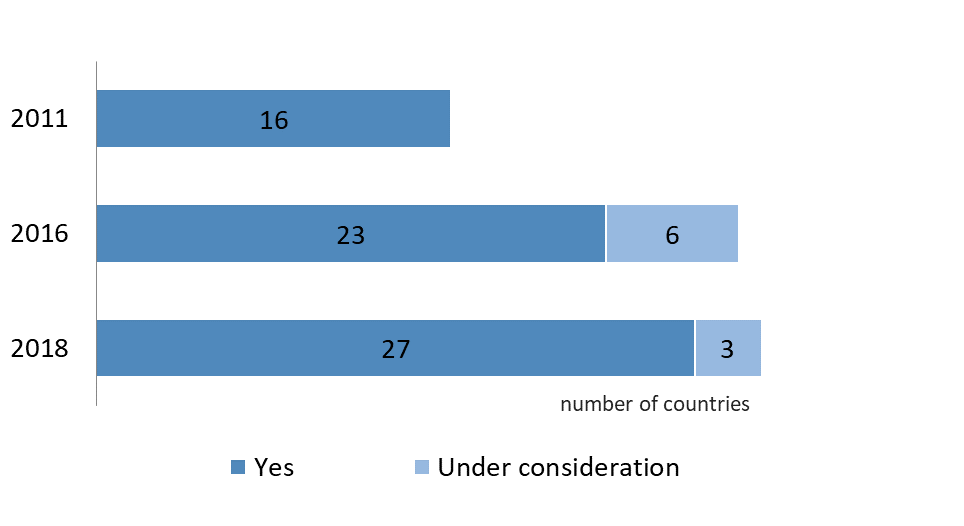 2011
16
2016
23
6
2018
27
3
number of countries
Yes
Under consideration